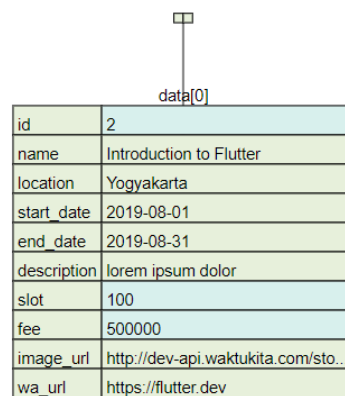 data[0]
id 2
name Introduction to Flutter
location Yogyakarta
start_date 2019-08-01
end_date 2019-08-31
description lorem ipsum dolor
slot 100
fee 500000
image_url http://dev-api.waktukita.com/sto..
wa_url https://flutter.dev